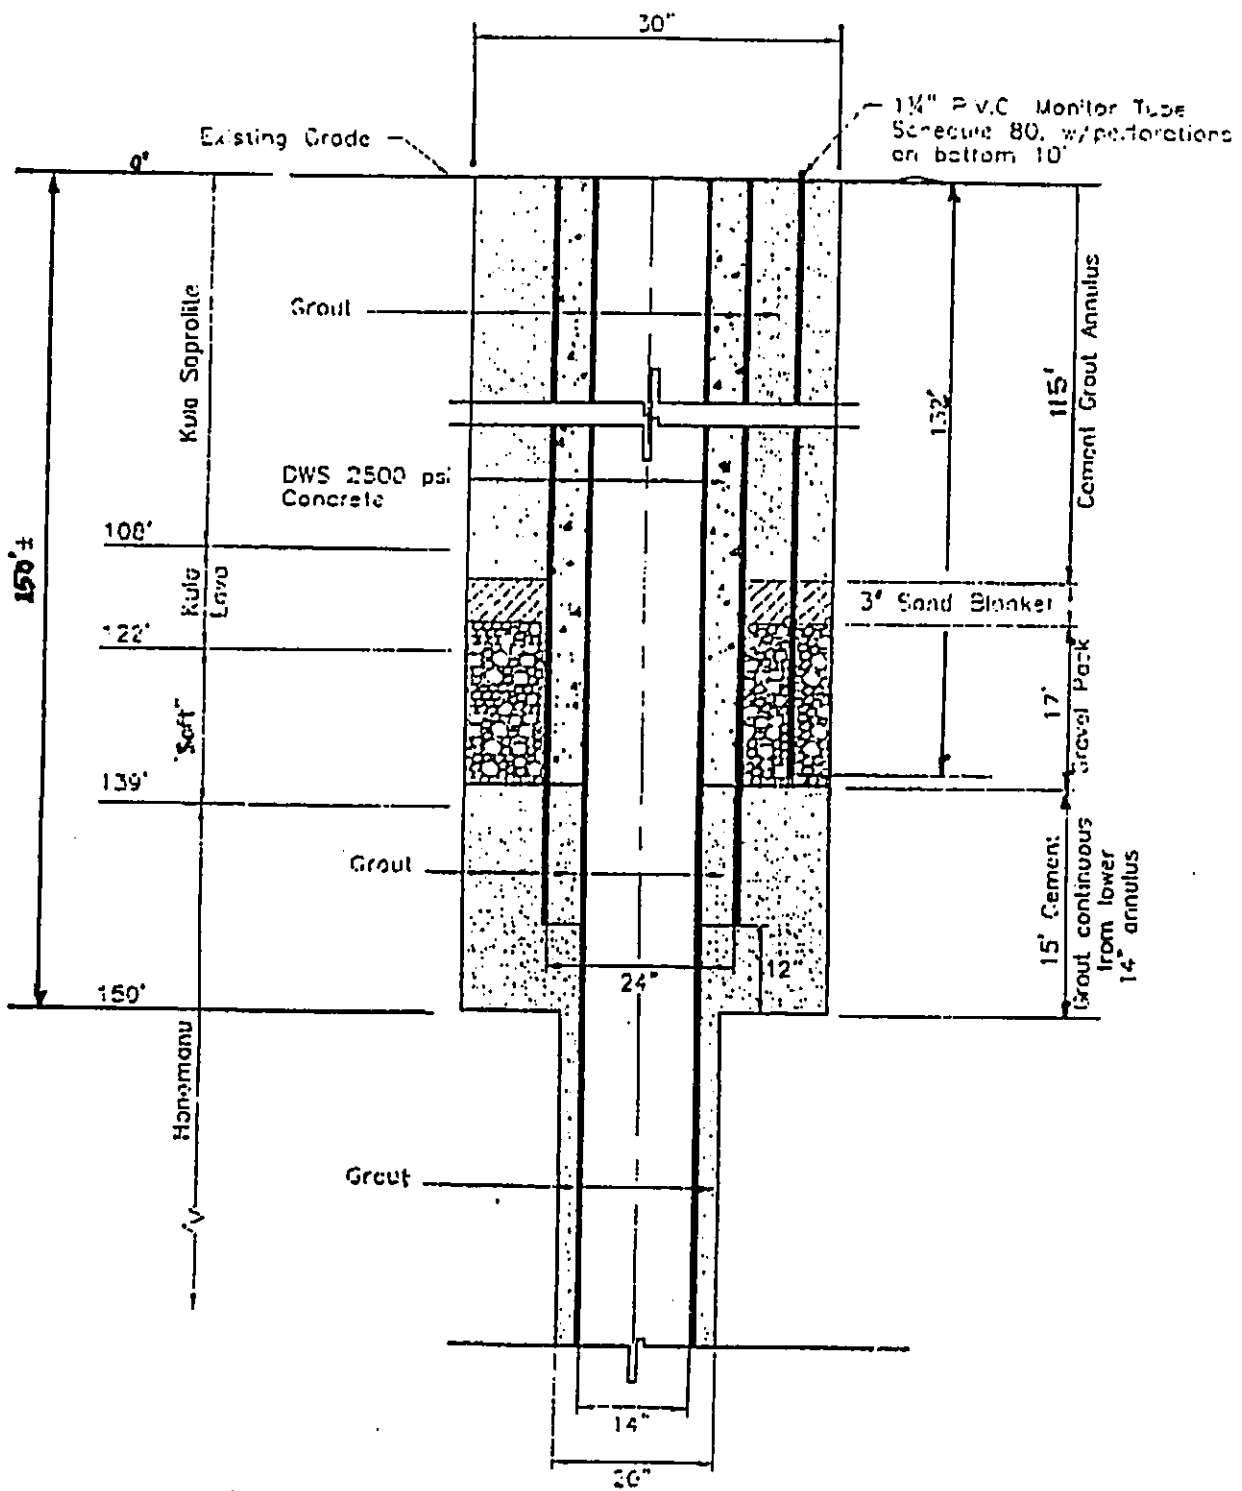 30"
1¼" P.V.C. Monitor Tube
Schedule 80, w/perforations
on bottom 10'
Existing Grade
0'
Kula Saprolite
Grout
Cement Grout Annulus
115'
132'
DWS 2500 psi
Concrete
108'
150'±
Kula
Lava
3' Sand Blanket
122'
"Soft"
Gravel Pack
17'
139'
Grout
15' Cement
Grout continuous
from lower
14" annulus
24"
12"
150'
Honomanu
Grout
14"
20"